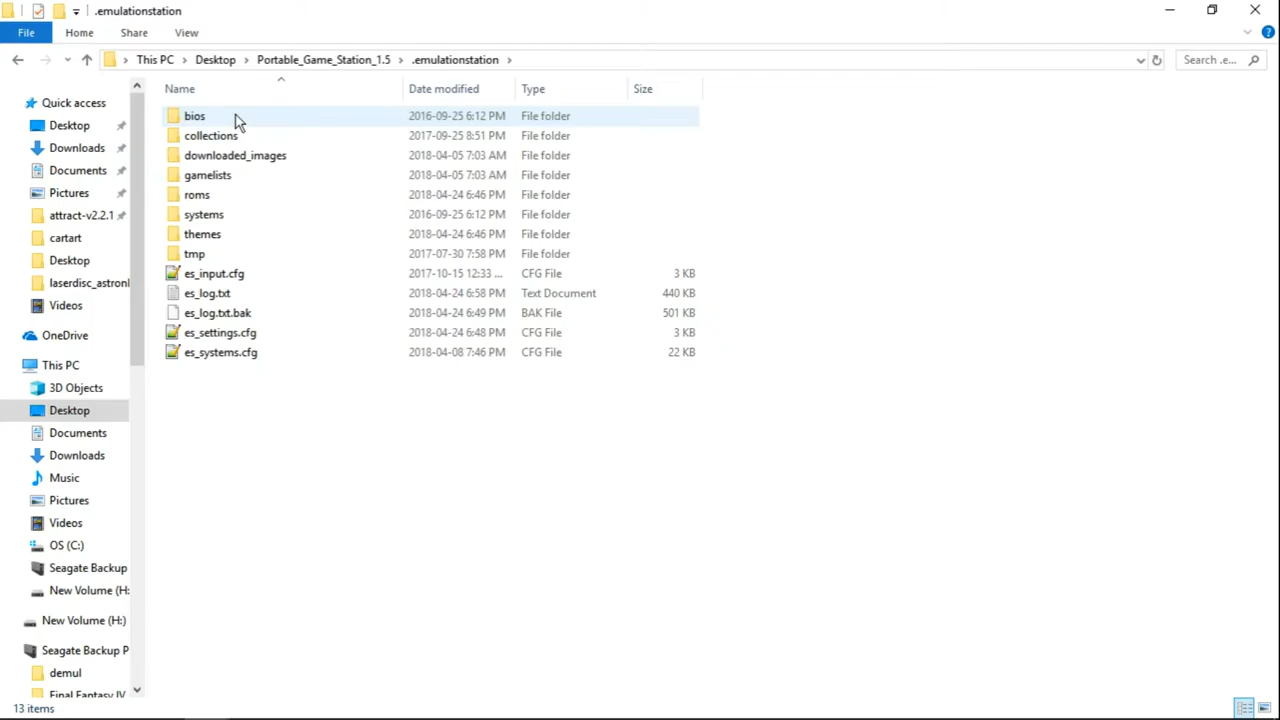 .emulationstation
File Home Share View
This PC Desktop Portable_Game_Station_1.5 .emulationstation Search .e...
Name Date modified Type Size
Quick access
Desktop
Downloads
Documents
Pictures
attract-v2.2.1
cartart
Desktop
laserdisc_astronl
Videos
OneDrive
This PC
3D Objects
Desktop
Documents
Downloads
Music
Pictures
Videos
OS (C:)
Seagate Backup
New Volume (H:
New Volume (H:)
Seagate Backup P
demul
Final Fantasy IV
bios 2016-09-25 6:12 PM File folder
collections 2017-09-25 8:51 PM File folder
downloaded_images 2018-04-05 7:03 AM File folder
gamelists 2018-04-05 7:03 AM File folder
roms 2018-04-24 6:46 PM File folder
systems 2016-09-25 6:12 PM File folder
themes 2018-04-24 6:46 PM File folder
tmp 2017-07-30 7:58 PM File folder
es_input.cfg 2017-10-15 12:33 ... CFG File 3 KB
es_log.txt 2018-04-24 6:58 PM Text Document 440 KB
es_log.txt.bak 2018-04-24 6:49 PM BAK File 501 KB
es_settings.cfg 2018-04-24 6:48 PM CFG File 3 KB
es_systems.cfg 2018-04-08 7:46 PM CFG File 22 KB
13 items